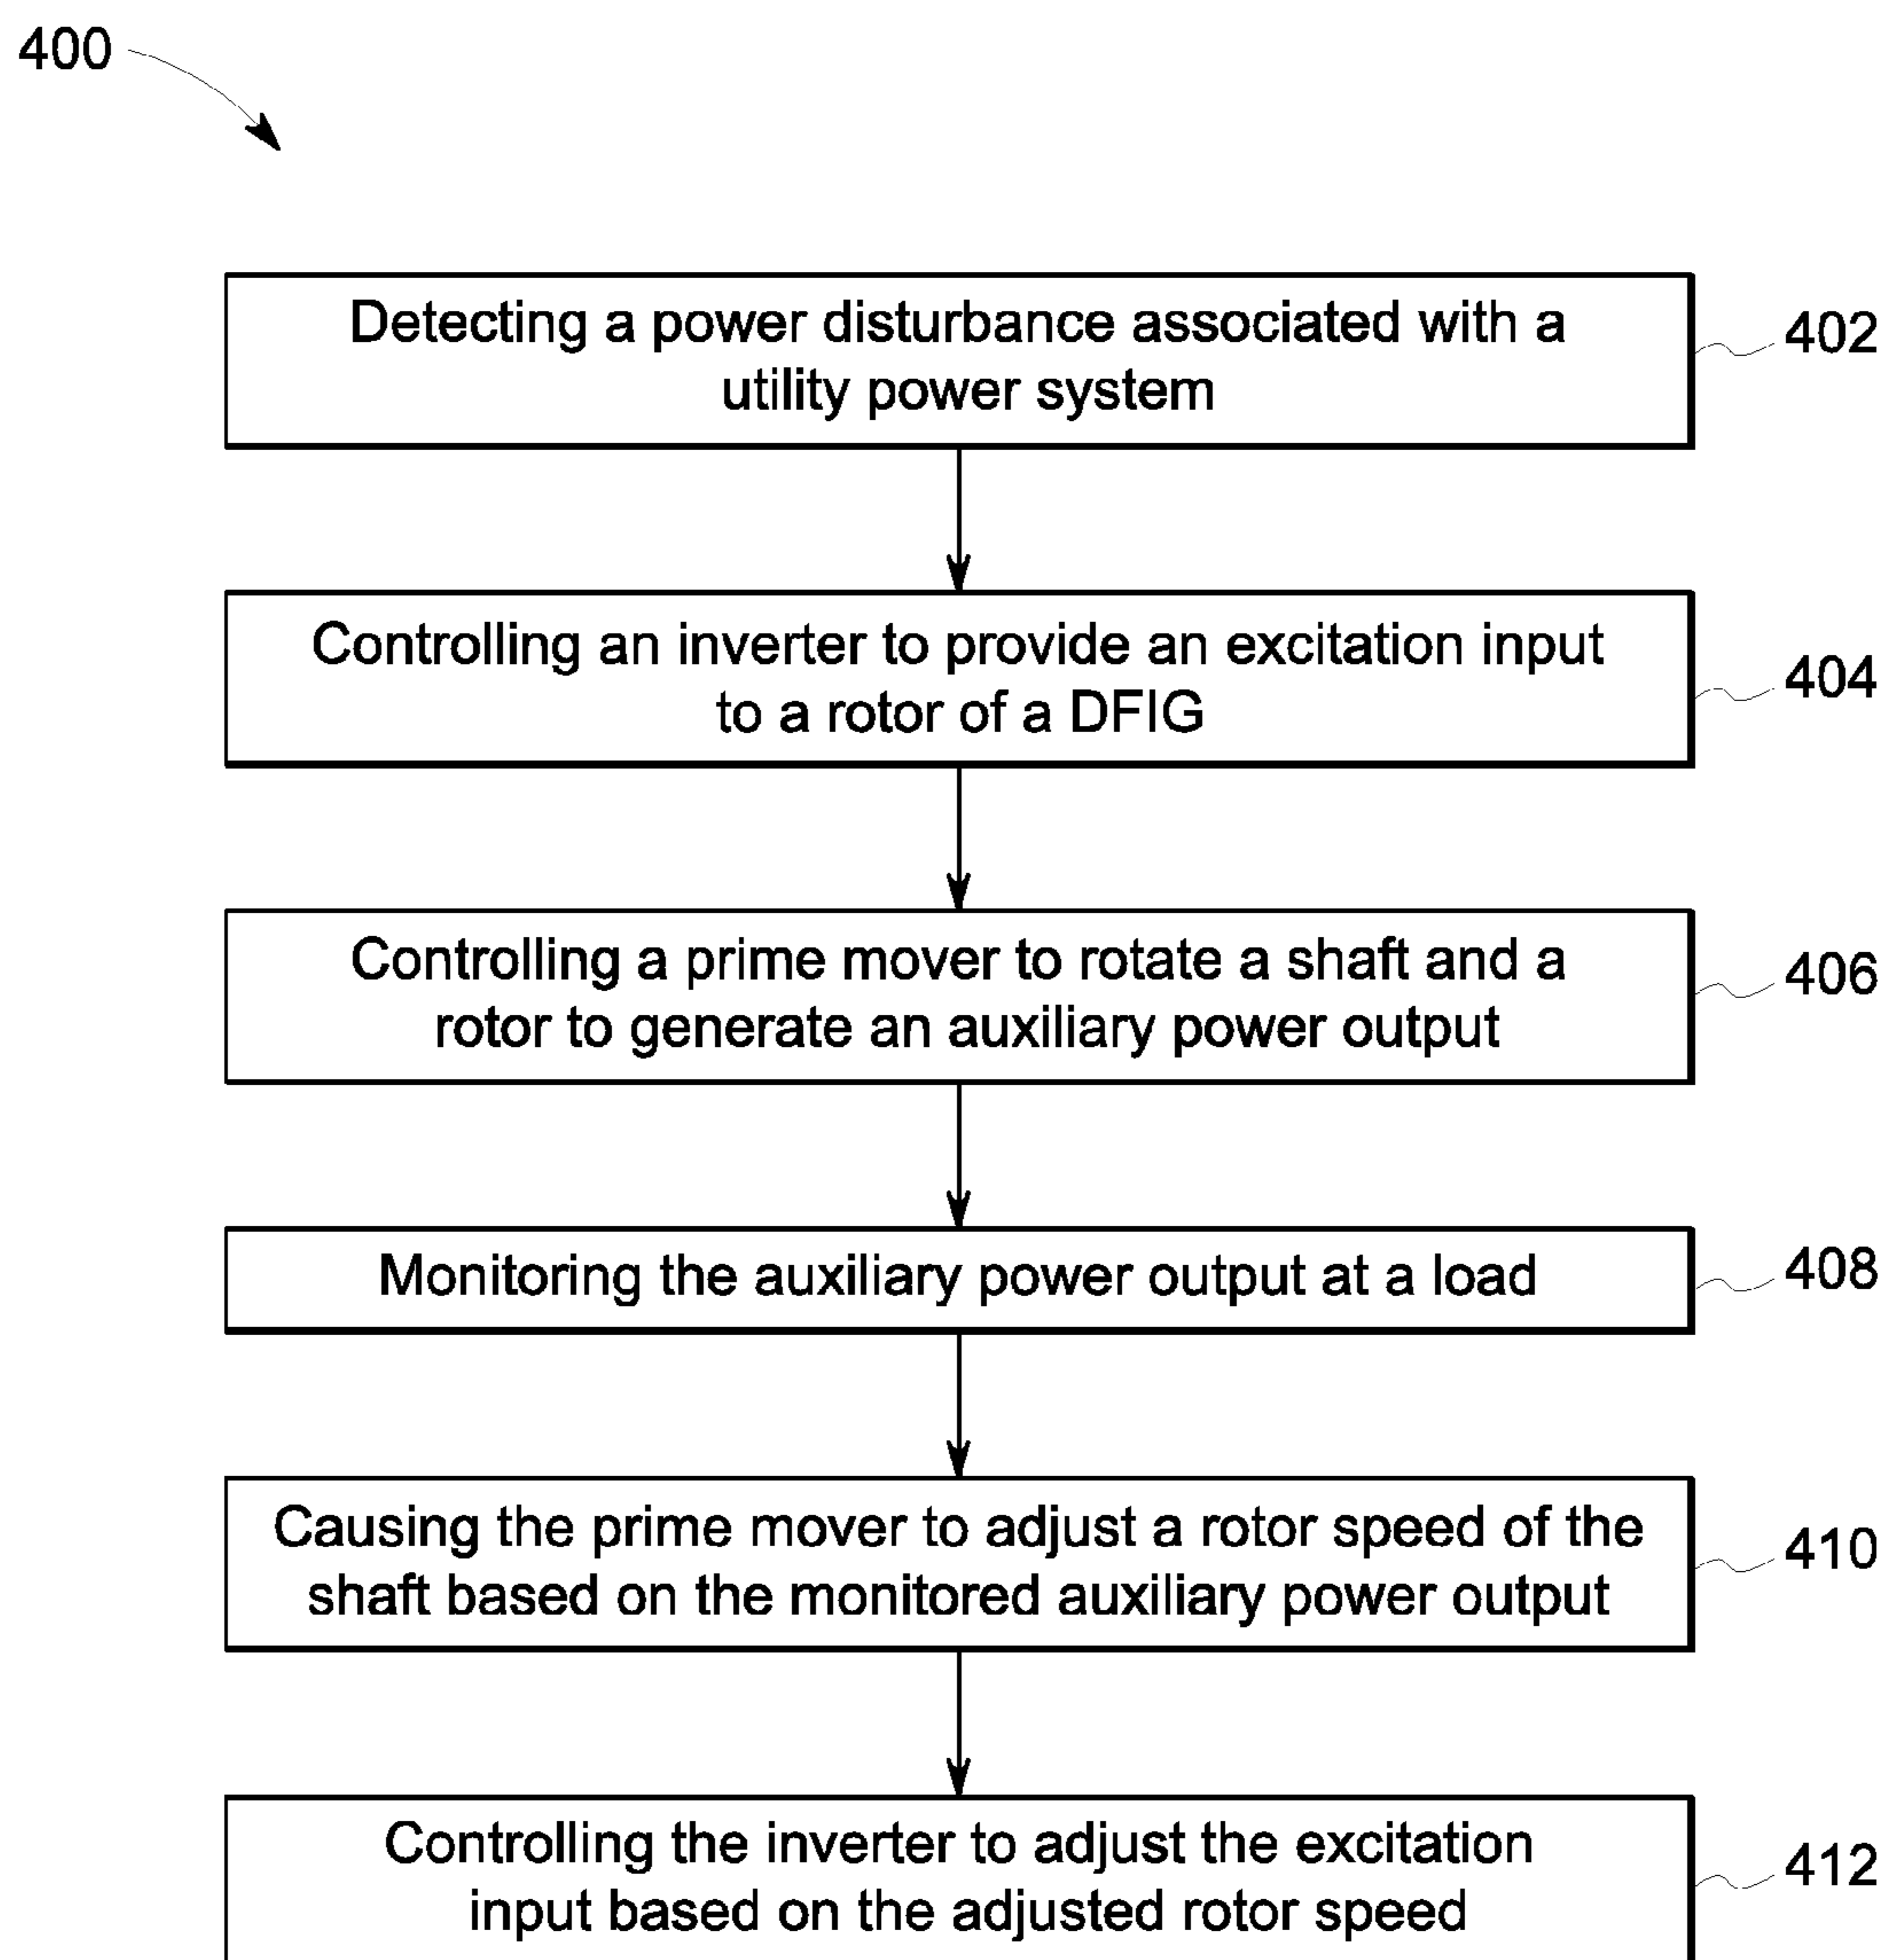 400
Detecting a power disturbance associated with a
utility power system
402
Controlling an inverter to provide an excitation input
to a rotor of a DFIG
404
Controlling a prime mover to rotate a shaft and a
rotor to generate an auxiliary power output
406
Monitoring the auxiliary power output at a load
408
Causing the prime mover to adjust a rotor speed of the
shaft based on the monitored auxiliary power output
410
Controlling the inverter to adjust the excitation
input based on the adjusted rotor speed
412